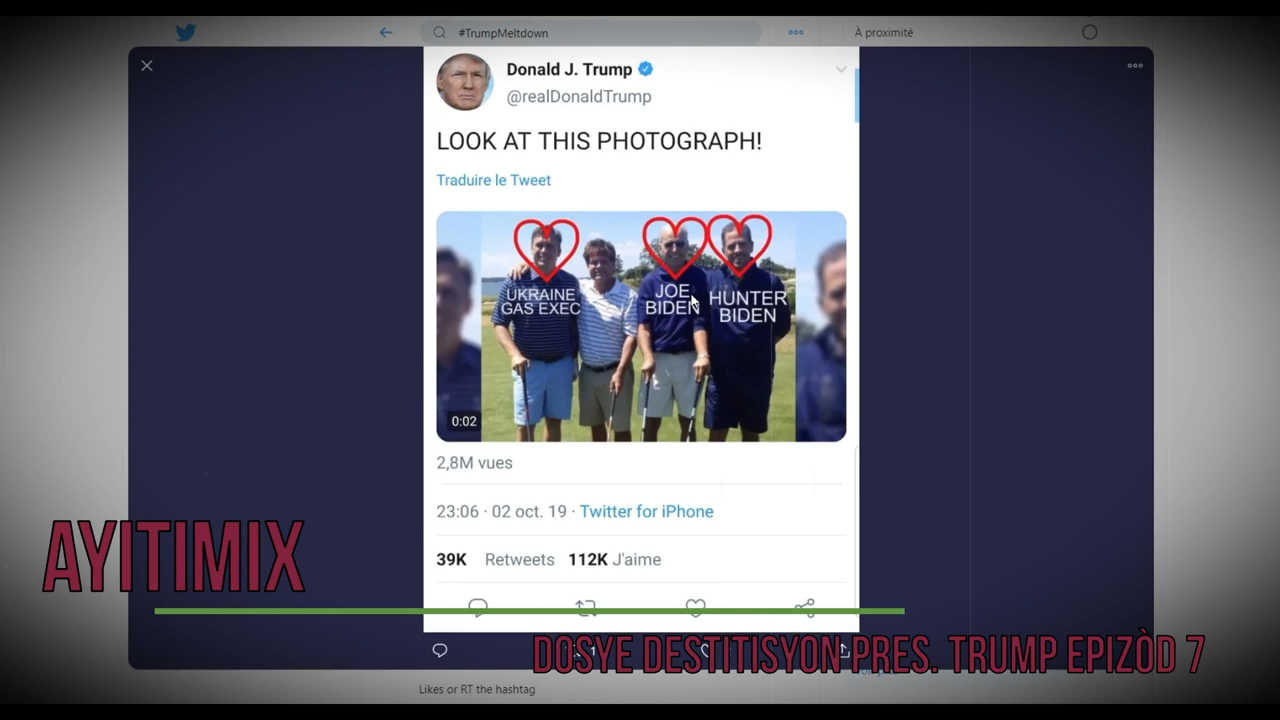 #TrumpMeltdown
À proximité
Donald J. Trump
@realDonaldTrump
LOOK AT THIS PHOTOGRAPH!
Traduire le Tweet
UKRAINE
GAS EXEC
JOE
BIDEN
HUNTER
BIDEN
0:02
2,8M vues
23:06 · 02 oct. 19 · Twitter for iPhone
39K Retweets 112K J'aime
AYITIMIX
DOSYE DESTITISYON PRES. TRUMP EPIZÒD 7
Likes or RT the hashtag